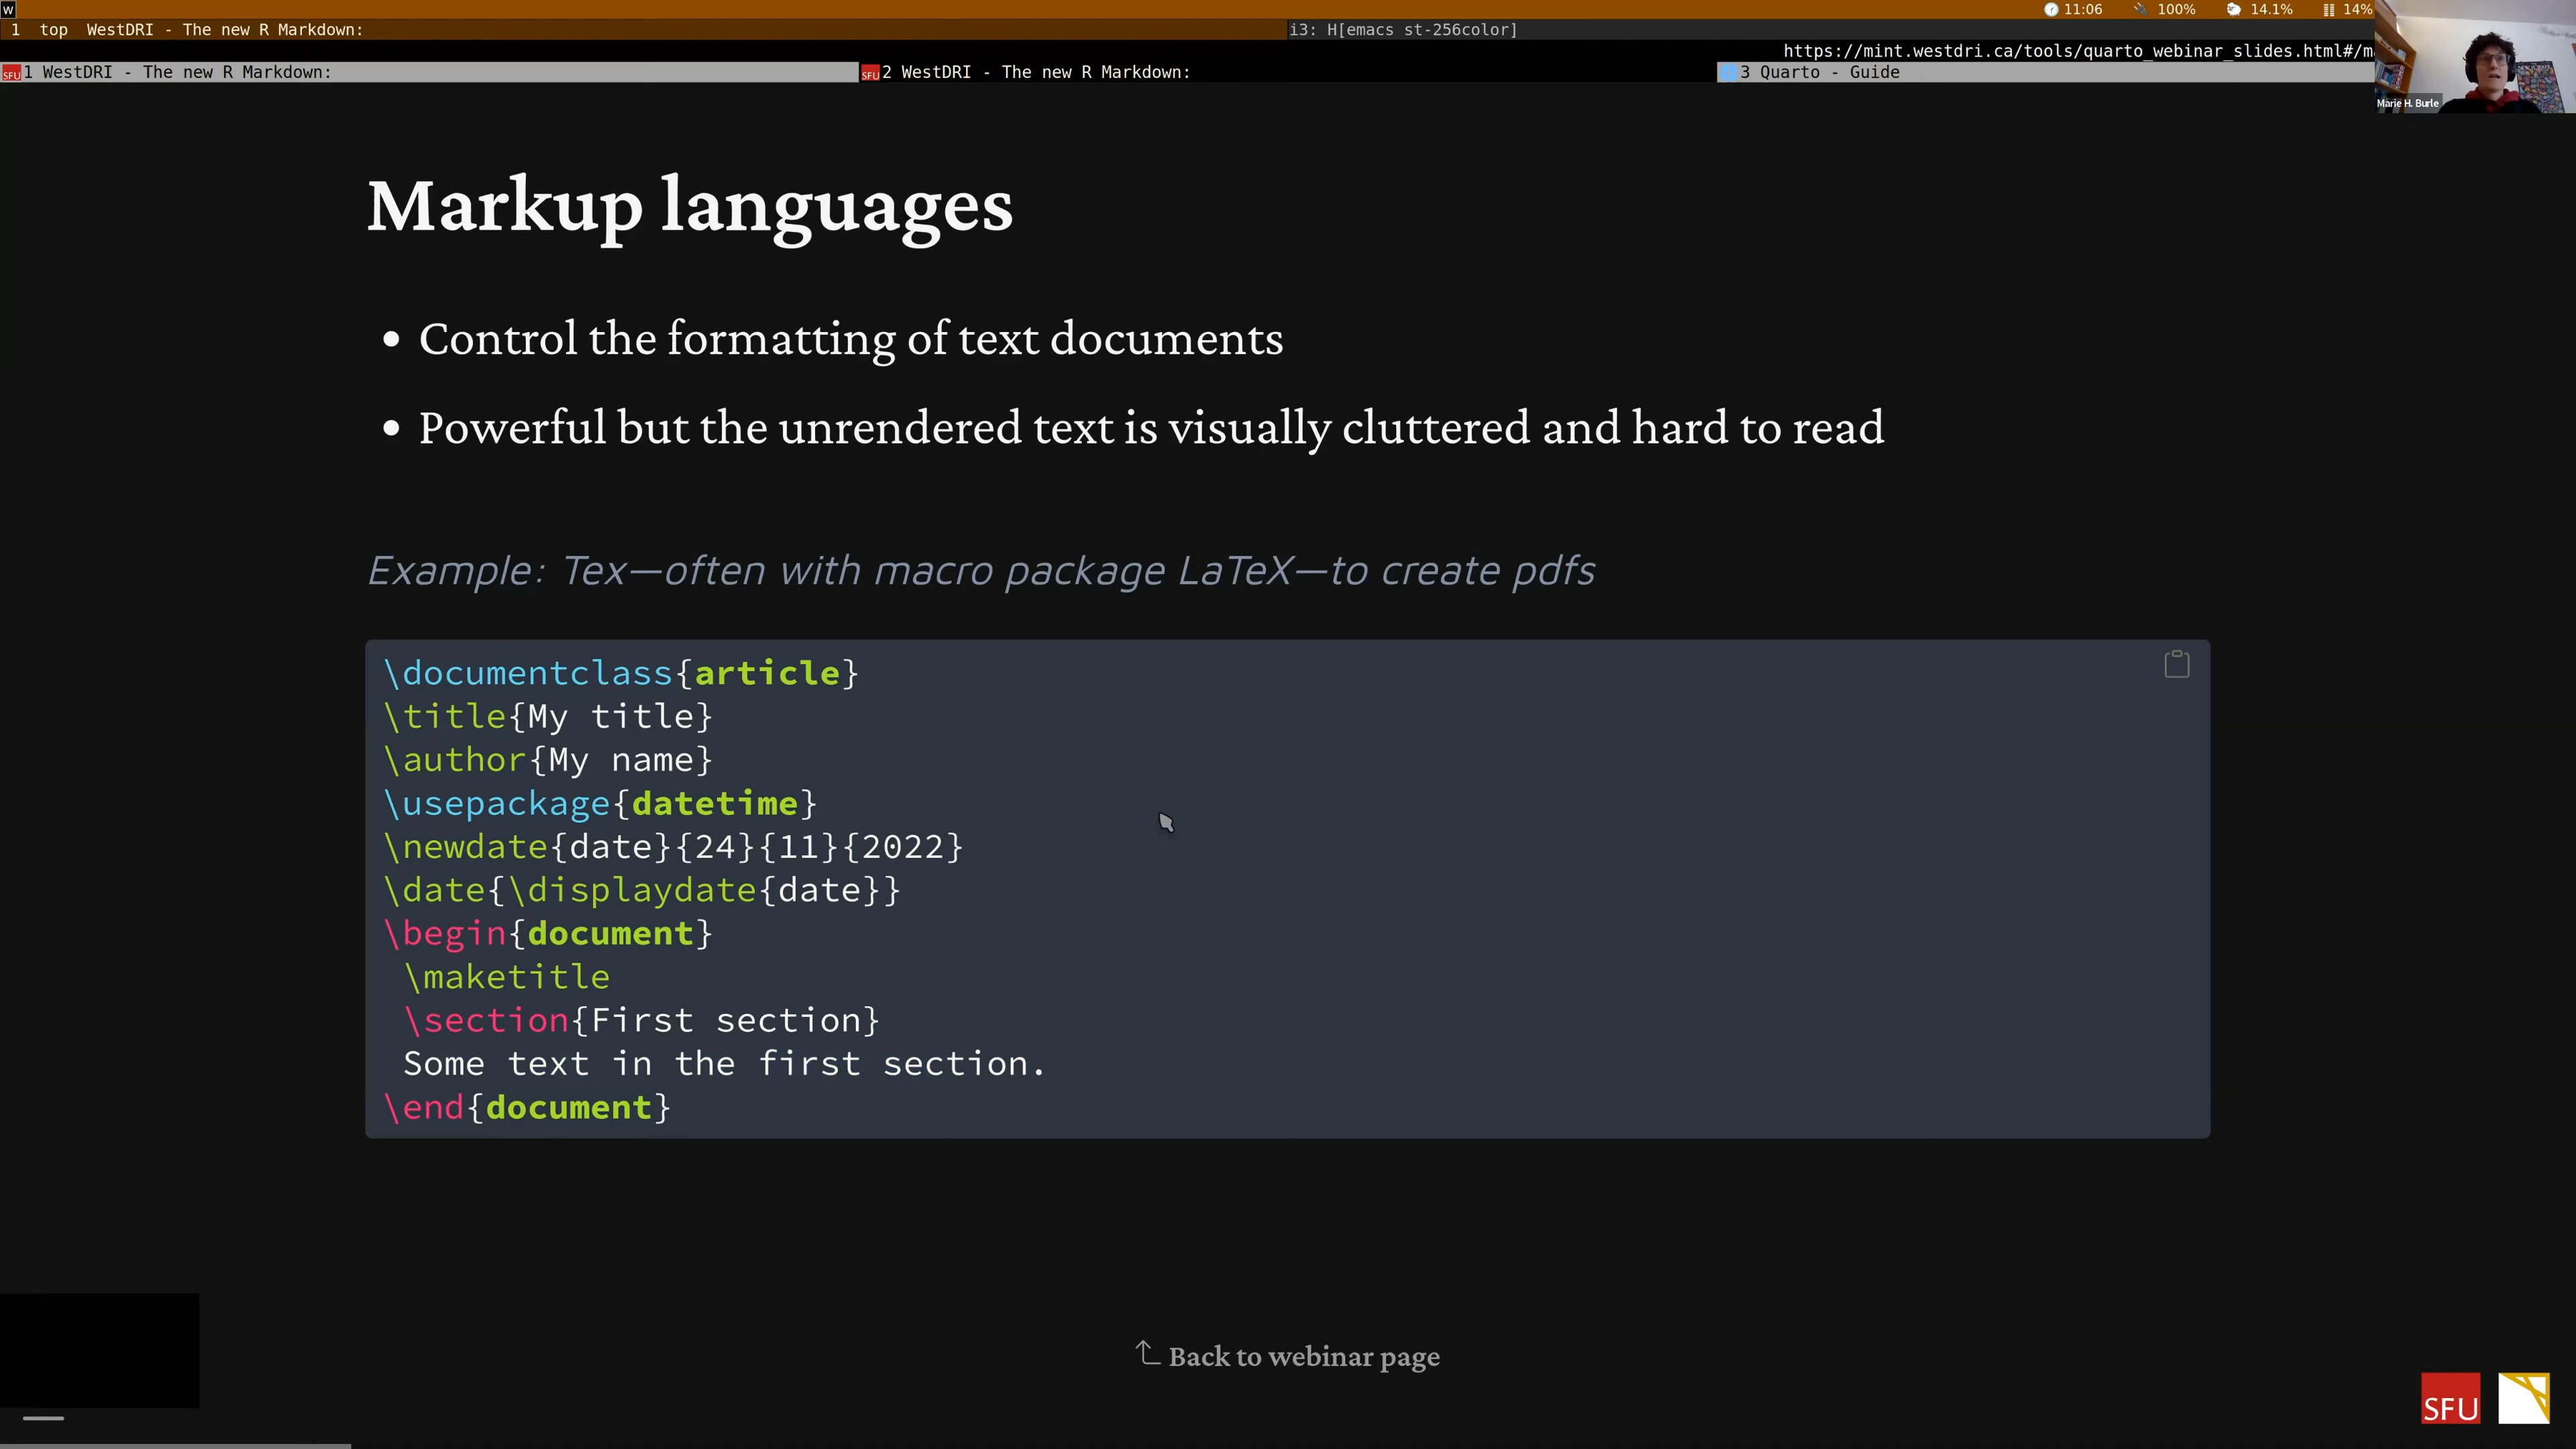 W 11:06 100% 14.1% 14%
1 top WestDRI - The new R Markdown: i3: H[emacs st-256color]
https://mint.westdri.ca/tools/quarto_webinar_slides.html#/m
SFU 1 WestDRI - The new R Markdown: SFU 2 WestDRI - The new R Markdown: 3 Quarto - Guide
Marie H. Burle
Markup languages
• Control the formatting of text documents
• Powerful but the unrendered text is visually cluttered and hard to read
Example: Tex—often with macro package LaTeX—to create pdfs
\documentclass{article}
\title{My title}
\author{My name}
\usepackage{datetime}
\newdate{date}{24}{11}{2022}
\date{\displaydate{date}}
\begin{document}
 \maketitle
 \section{First section}
 Some text in the first section.
\end{document}
Back to webinar page
SFU